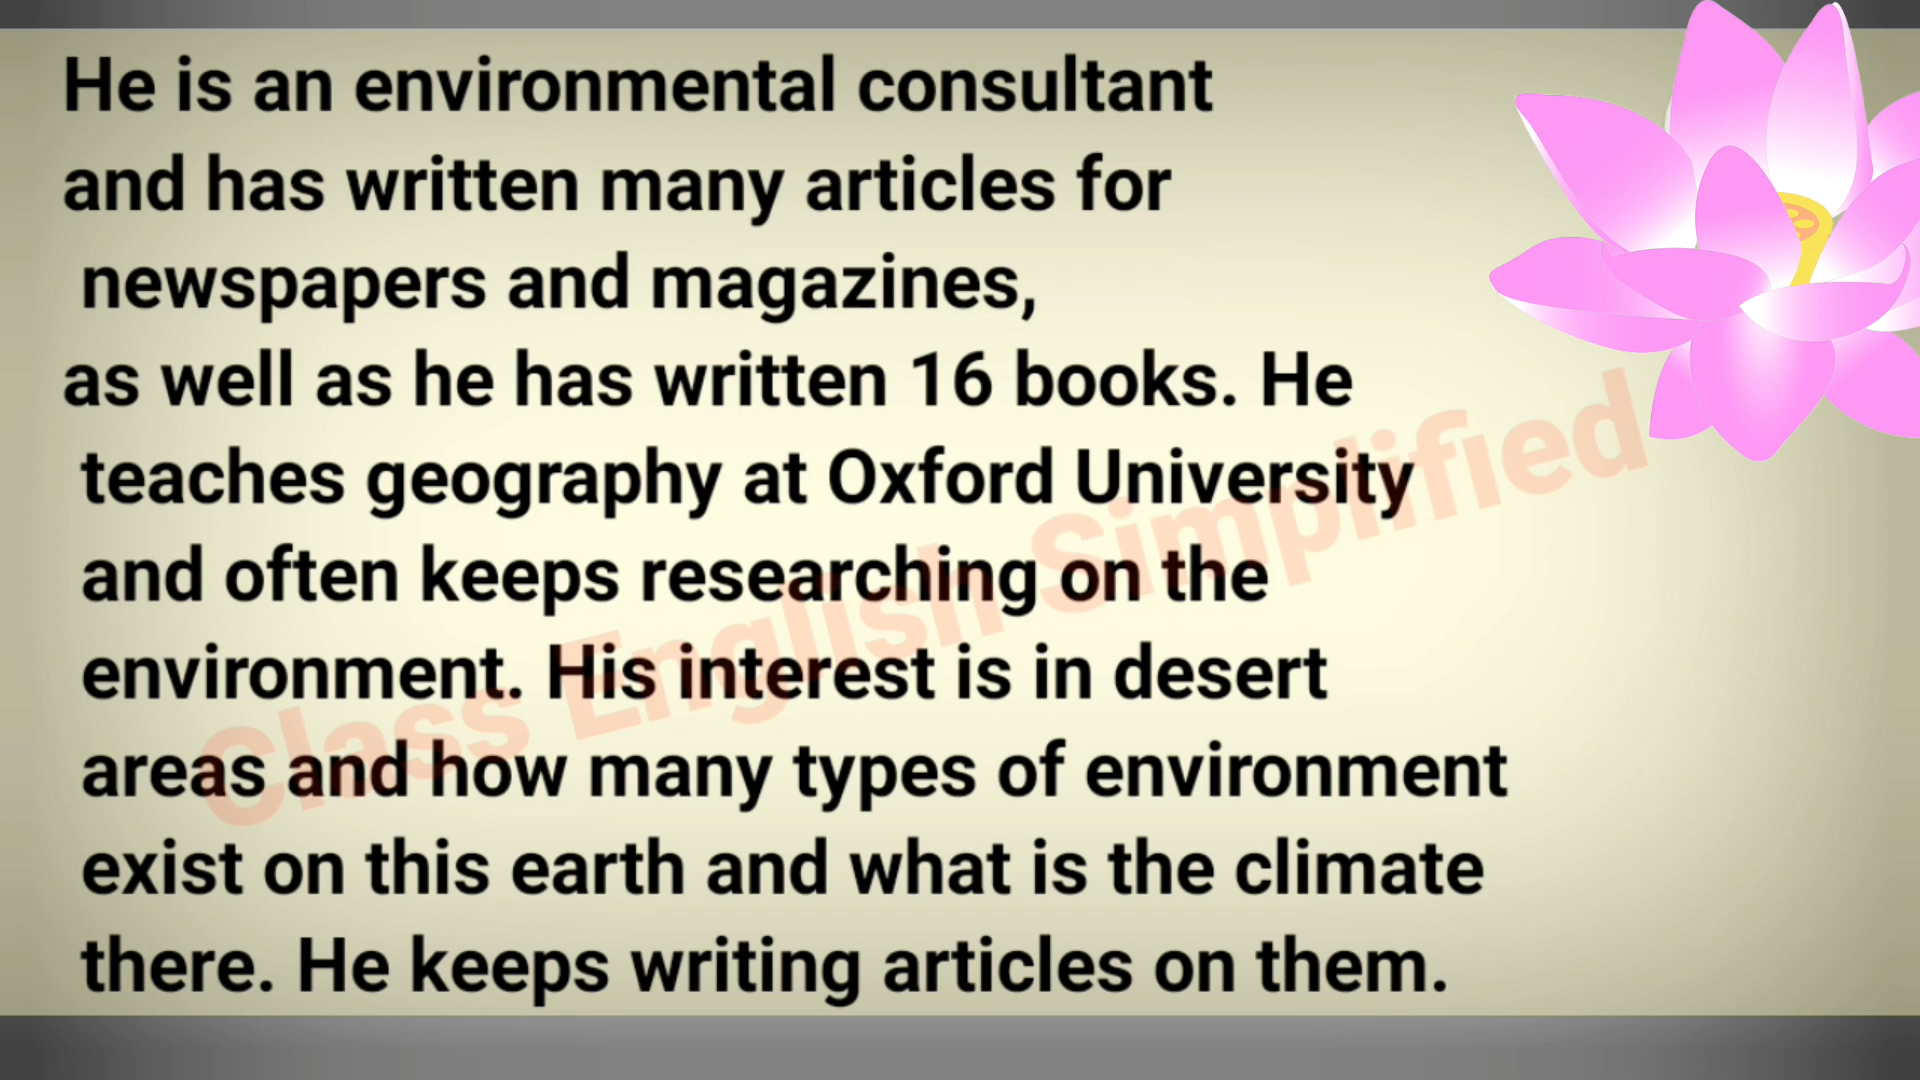 He is an environmental consultant
and has written many articles for
newspapers and magazines,
as well as he has written 16 books. He
teaches geography at Oxford University
and often keeps researching on the
environment. His interest is in desert
areas and how many types of environment
exist on this earth and what is the climate
there. He keeps writing articles on them.
Class English Simplified